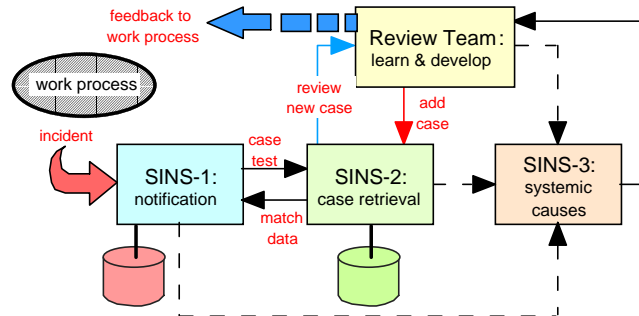 feedback to
work process
Review Team:
learn & develop
work process
review
new case
add
case
incident
case
test
SINS-1:
notification
SINS-2:
case retrieval
SINS-3:
systemic
causes
match
data